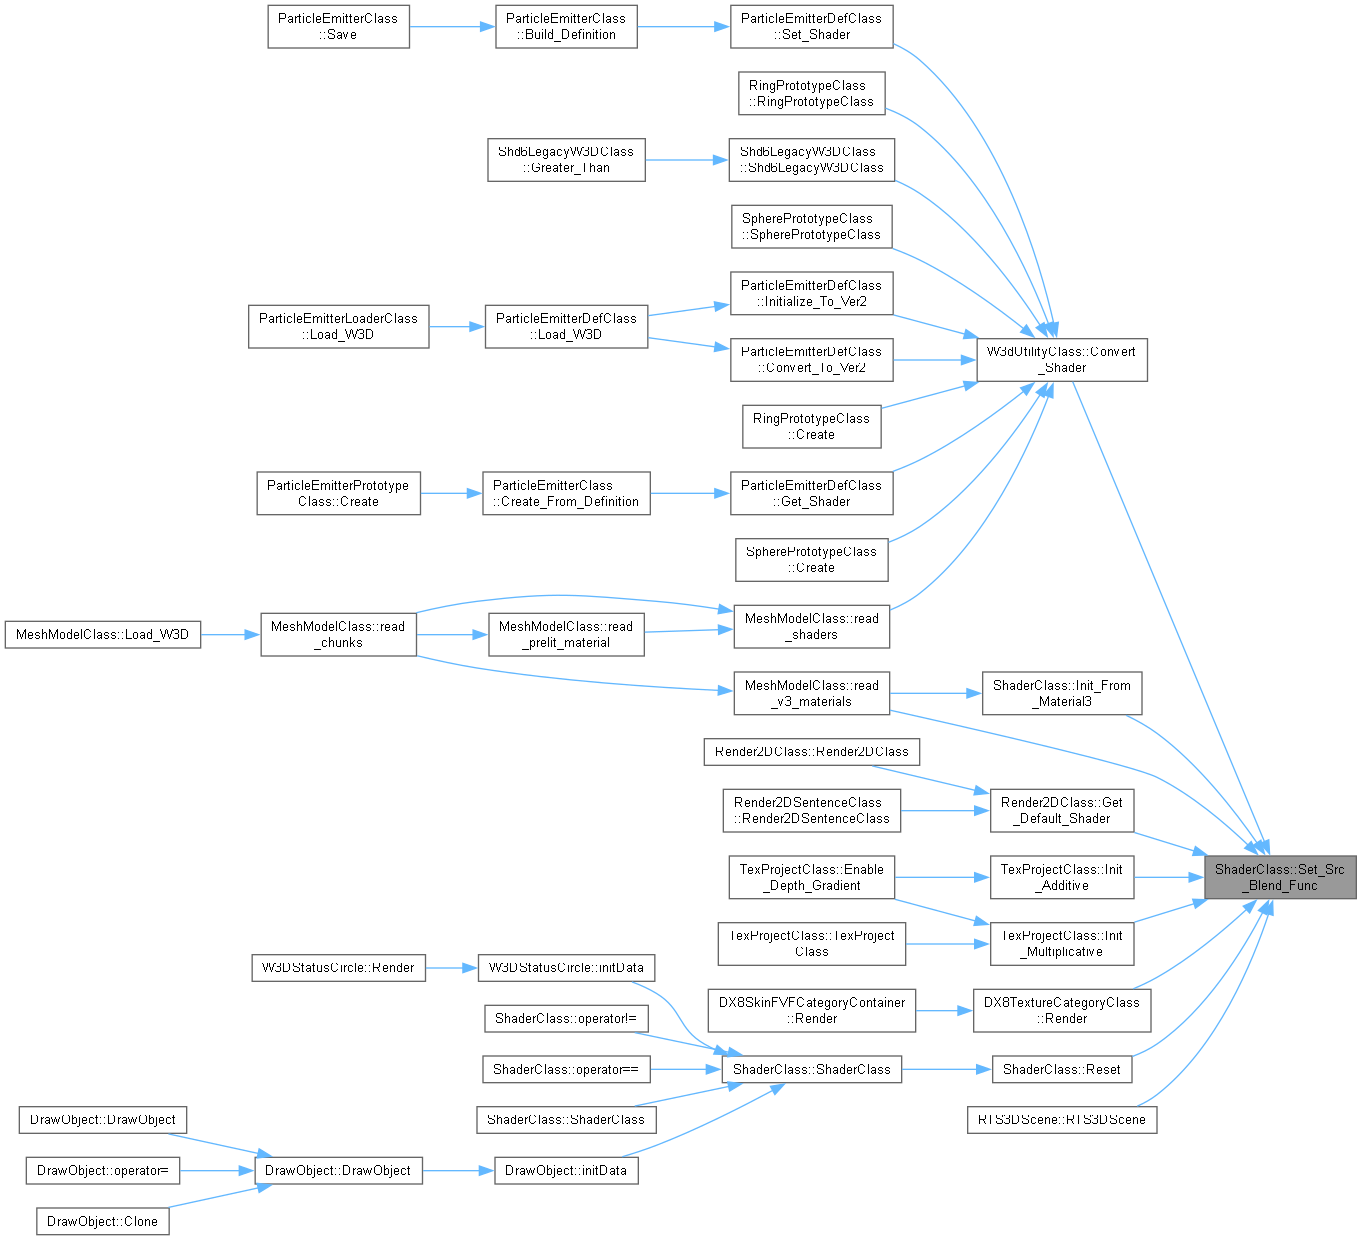 ParticleEmitterClass
::Save
ParticleEmitterClass
::Build_Definition
ParticleEmitterDefClass
::Set_Shader
RingPrototypeClass
::RingPrototypeClass
Shd6LegacyW3DClass
::Greater_Than
Shd6LegacyW3DClass
::Shd6LegacyW3DClass
SpherePrototypeClass
::SpherePrototypeClass
ParticleEmitterDefClass
::Initialize_To_Ver2
ParticleEmitterLoaderClass
::Load_W3D
ParticleEmitterDefClass
::Load_W3D
ParticleEmitterDefClass
::Convert_To_Ver2
W3dUtilityClass::Convert
_Shader
RingPrototypeClass
::Create
ParticleEmitterPrototype
Class::Create
ParticleEmitterClass
::Create_From_Definition
ParticleEmitterDefClass
::Get_Shader
SpherePrototypeClass
::Create
MeshModelClass::Load_W3D
MeshModelClass::read
_chunks
MeshModelClass::read
_prelit_material
MeshModelClass::read
_shaders
MeshModelClass::read
_v3_materials
ShaderClass::Init_From
_Material3
Render2DClass::Render2DClass
Render2DSentenceClass
::Render2DSentenceClass
Render2DClass::Get
_Default_Shader
TexProjectClass::Enable
_Depth_Gradient
TexProjectClass::Init
_Additive
ShaderClass::Set_Src
_Blend_Func
TexProjectClass::TexProject
Class
TexProjectClass::Init
_Multiplicative
W3DStatusCircle::Render
W3DStatusCircle::initData
DX8SkinFVFCategoryContainer
::Render
DX8TextureCategoryClass
::Render
ShaderClass::operator!=
ShaderClass::operator==
ShaderClass::ShaderClass
ShaderClass::Reset
ShaderClass::ShaderClass
RTS3DScene::RTS3DScene
DrawObject::DrawObject
DrawObject::operator=
DrawObject::DrawObject
DrawObject::initData
DrawObject::Clone